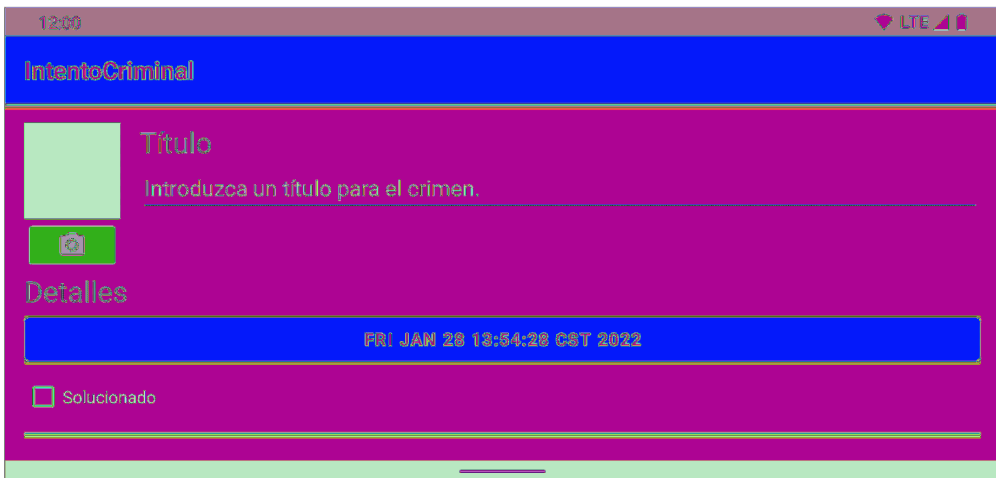 12:00 LTE
IntentoCriminal
Título
Introduzca un título para el crimen.
Detalles
FRI JAN 28 13:54:28 CST 2022
Solucionado